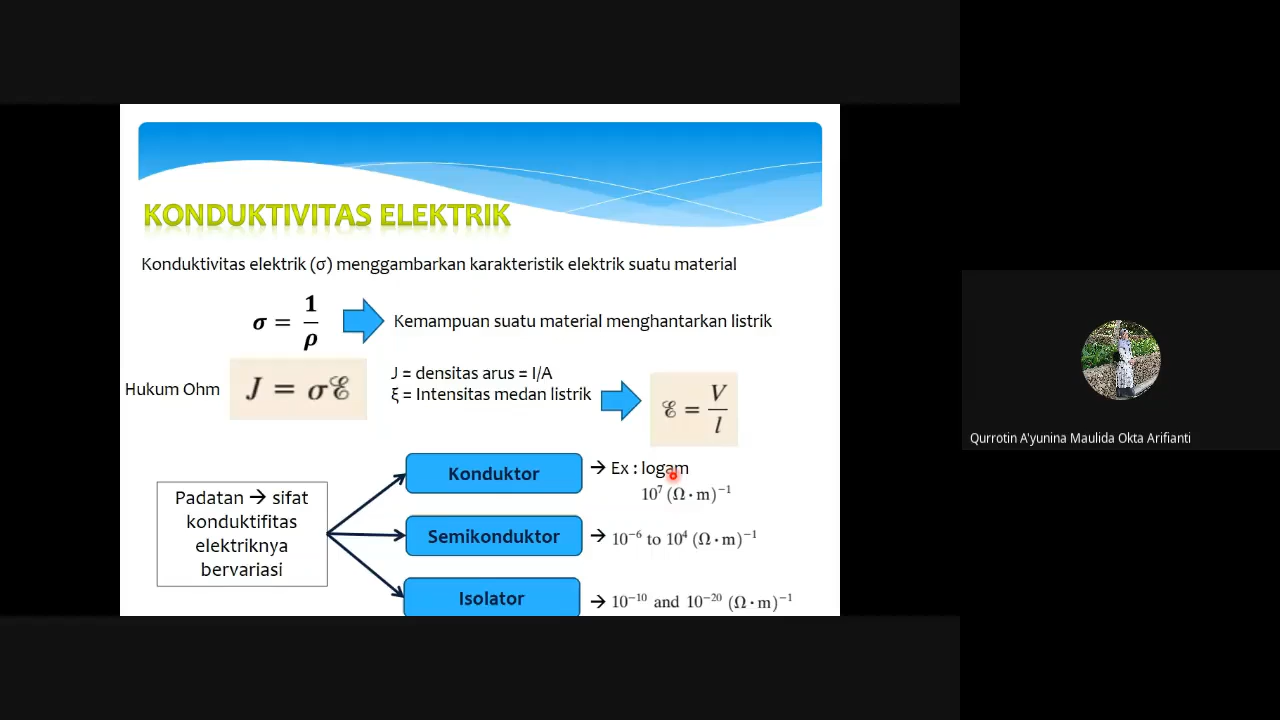 KONDUKTIVITAS ELEKTRIK
Konduktivitas elektrik (σ) menggambarkan karakteristik elektrik suatu material
σ = 1/ρ
Kemampuan suatu material menghantarkan listrik
Hukum Ohm
J = σℰ
J = densitas arus = I/A
ξ = Intensitas medan listrik
ℰ = V/l
Padatan → sifat
konduktifitas
elektriknya
bervariasi
Konduktor
→ Ex : logam
10⁷ (Ω · m)⁻¹
Semikonduktor
→ 10⁻⁶ to 10⁴ (Ω · m)⁻¹
Isolator
→ 10⁻¹⁰ and 10⁻²⁰ (Ω · m)⁻¹
Qurrotin A'yunina Maulida Okta Arifianti